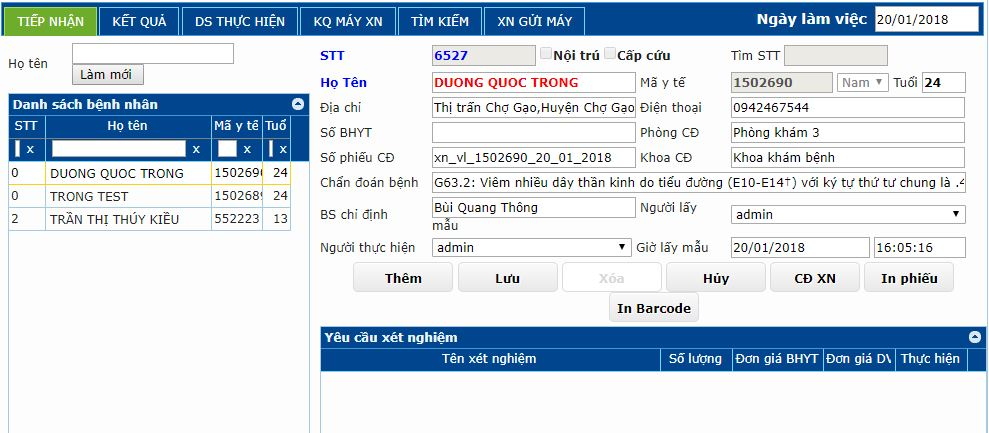 TIẾP NHẬN KẾT QUẢ DS THỰC HIỆN KQ MÁY XN TÌM KIẾM XN GỬI MÁY Ngày làm việc 20/01/2018
Họ tên
Làm mới
Danh sách bệnh nhân
STT Họ tên Mã y tế Tuổ
x x x x
0 DUONG QUOC TRONG 1502690 24
0 TRONG TEST 1502689 24
2 TRẦN THỊ THÚY KIỀU 552223 13
STT 6527 Nội trú Cấp cứu Tìm STT
Họ Tên DUONG QUOC TRONG Mã y tế 1502690 Nam Tuổi 24
Địa chỉ Thị trấn Chợ Gạo,Huyện Chợ Gạo Điện thoại 0942467544
Số BHYT Phòng CĐ Phòng khám 3
Số phiếu CĐ xn_vl_1502690_20_01_2018 Khoa CĐ Khoa khám bệnh
Chẩn đoán bệnh G63.2: Viêm nhiều dây thần kinh do tiểu đường (E10-E14†) với ký tự thứ tư chung là .4
BS chỉ định Bùi Quang Thông Người lấy
mẫu admin
Người thực hiện admin Giờ lấy mẫu 20/01/2018 16:05:16
Thêm Lưu Xóa Hủy CĐ XN In phiếu
In Barcode
Yêu cầu xét nghiệm
Tên xét nghiệm Số lượng Đơn giá BHYT Đơn giá DV Thực hiện